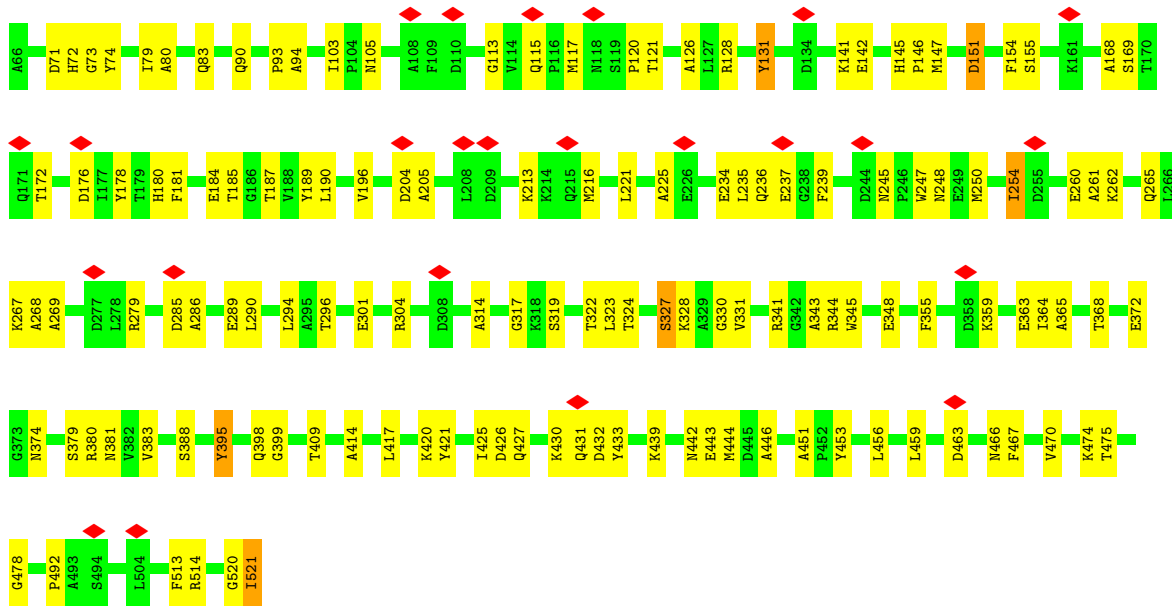 A66 D71 H72 G73 Y74 I79 A80 Q83 Q90 P93 A94 I103 P104 N105 A108 F109 D110 G113 V114 Q115 P116 M117 N118 S119 P120 T121 A126 L127 R128 Y131 D134 K141 E142 H145 P146 M147 D151 F154 S155 K161 A168 S169 T170
Q171 T172 D176 I177 Y178 T179 H180 F181 E184 T185 G186 T187 V188 Y189 L190 V196 D204 A205 L208 D209 K213 K214 Q215 M216 L221 A225 E226 E234 L235 Q236 E237 G238 F239 D244 N245 P246 W247 N248 E249 M250 I254 D255 E260 A261 K262 Q265 L266
K267 A268 A269 D277 L278 R279 D285 A286 E289 L290 L294 A295 T296 E301 R304 D308 A314 G317 K318 S319 T322 L323 T324 S327 K328 A329 G330 V331 R341 G342 A343 R344 W345 E348 F355 D358 K359 E363 I364 A365 T368 E372
G373 N374 S379 R380 N381 V382 V383 S388 Y395 Q398 G399 T409 A414 L417 K420 Y421 I425 D426 Q427 K430 Q431 D432 Y433 K439 N442 E443 M444 D445 A446 A451 P452 Y453 L456 L459 D463 N466 F467 V470 K474 T475
G478 P492 A493 S494 L504 F513 R514 G520 I521